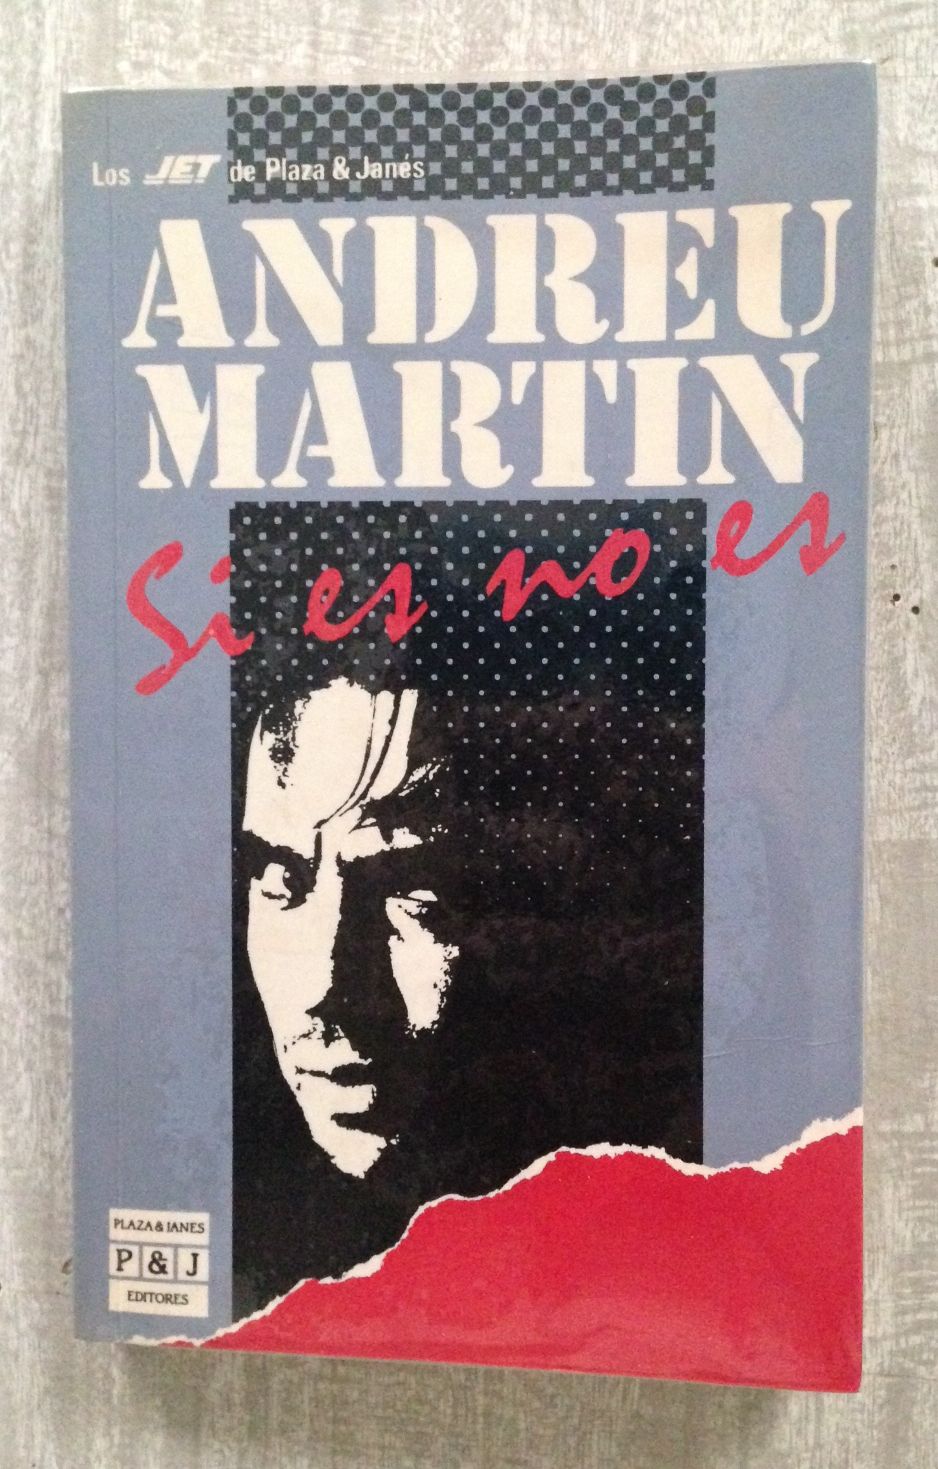 Los JET de Plaza & Janés
ANDREU
MARTIN
Si es no es
PLAZA & JANES
P & J
EDITORES